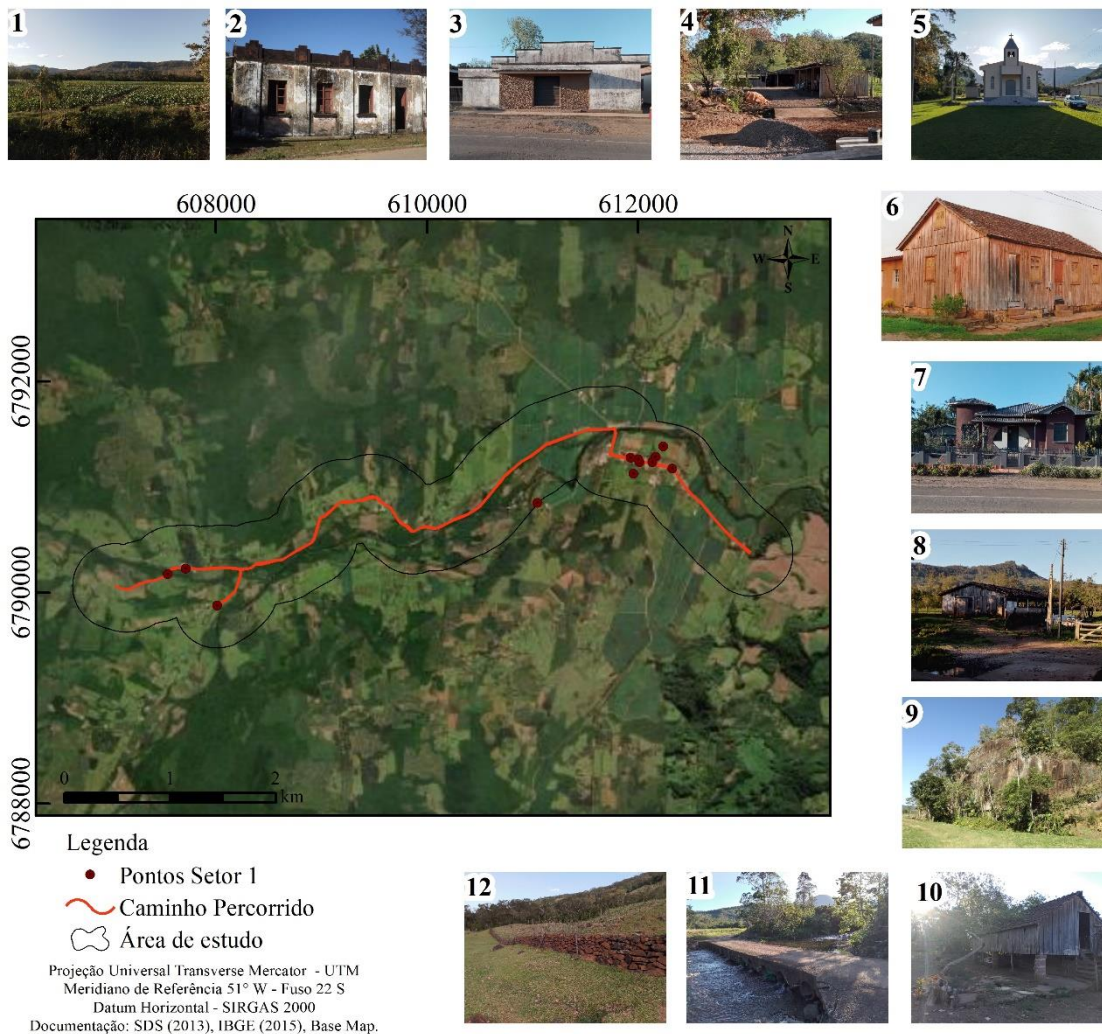 1
2
3
4
5
6
7
8
9
10
11
12
608000 610000 612000
6792000
6790000
6788000
N
W E
S
0 1 2
km
Legenda
Pontos Setor 1
Caminho Percorrido
Área de estudo
Projeção Universal Transverse Mercator - UTM
Meridiano de Referência 51° W - Fuso 22 S
Datum Horizontal - SIRGAS 2000
Documentação: SDS (2013), IBGE (2015), Base Map.